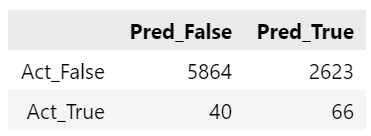 Pred_False Pred_True
Act_False 5864 2623
Act_True 40 66